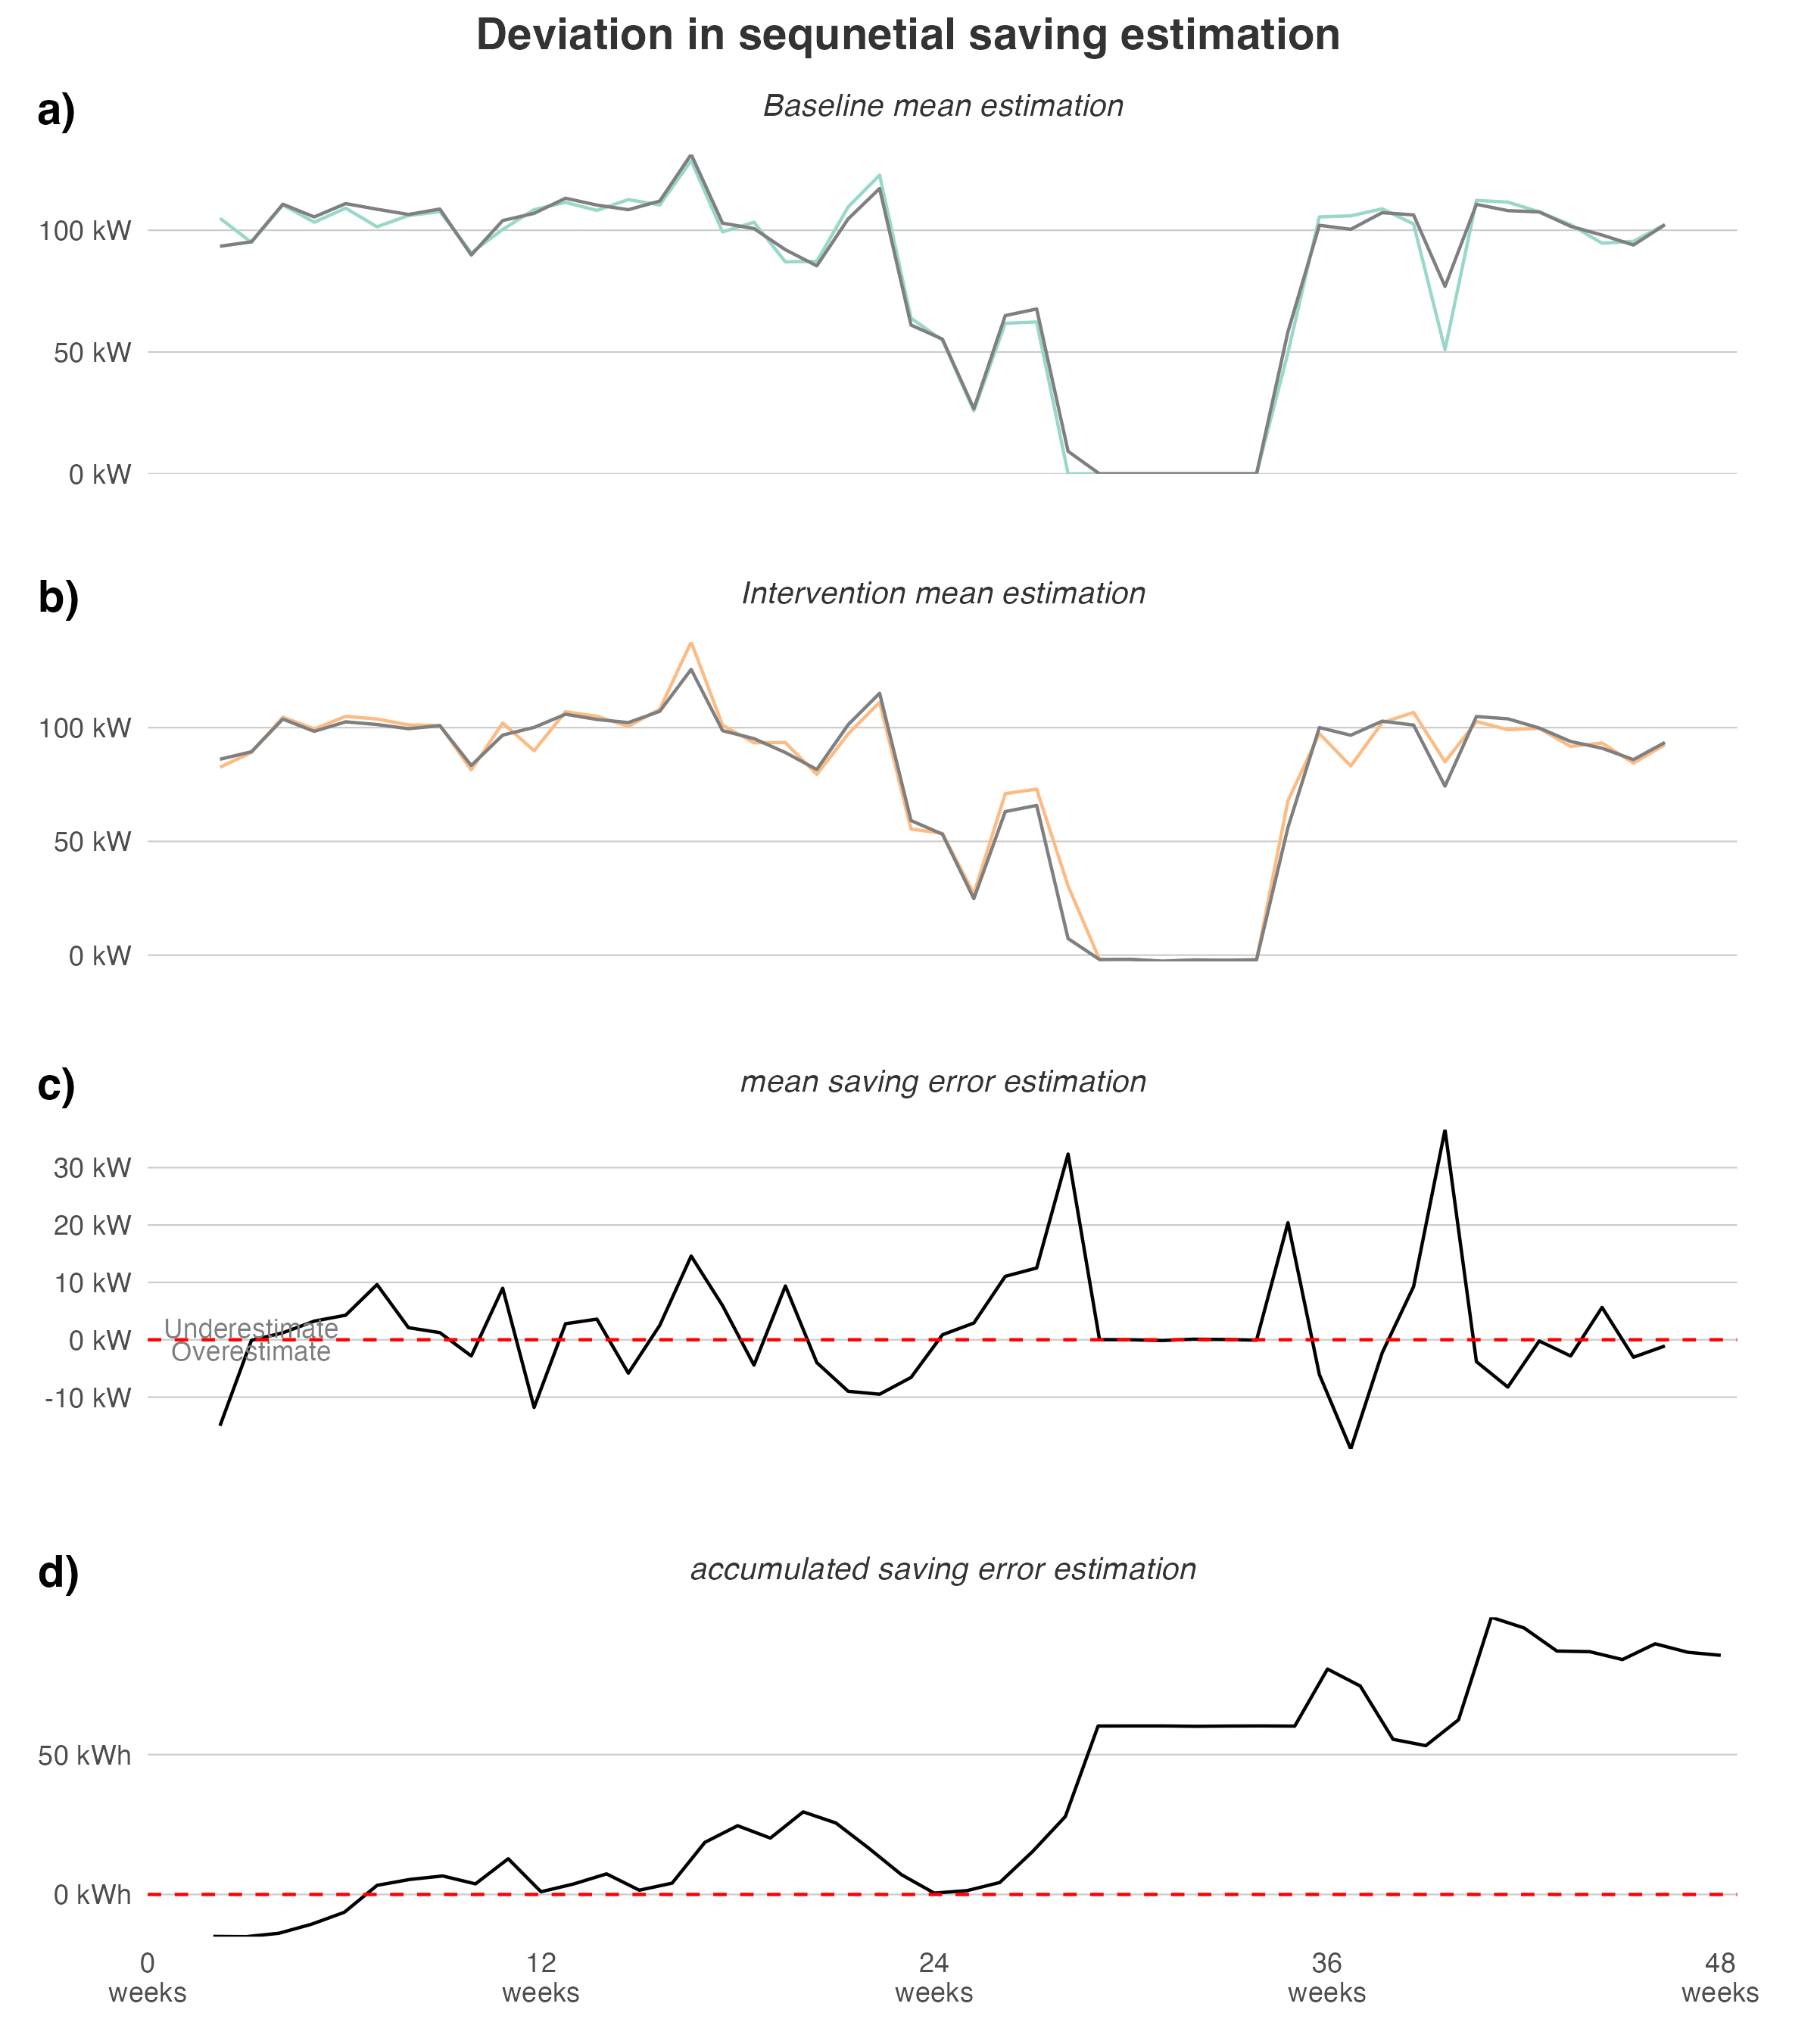 Deviation in sequnetial saving estimation
a)
Baseline mean estimation
100 kW
50 kW
0 kW
b)
Intervention mean estimation
100 kW
50 kW
0 kW
c)
mean saving error estimation
30 kW
20 kW
10 kW
Underestimate
0 kW
Overestimate
-10 kW
d)
accumulated saving error estimation
50 kWh
0 kWh
0 12 24 36 48
weeks weeks weeks weeks weeks